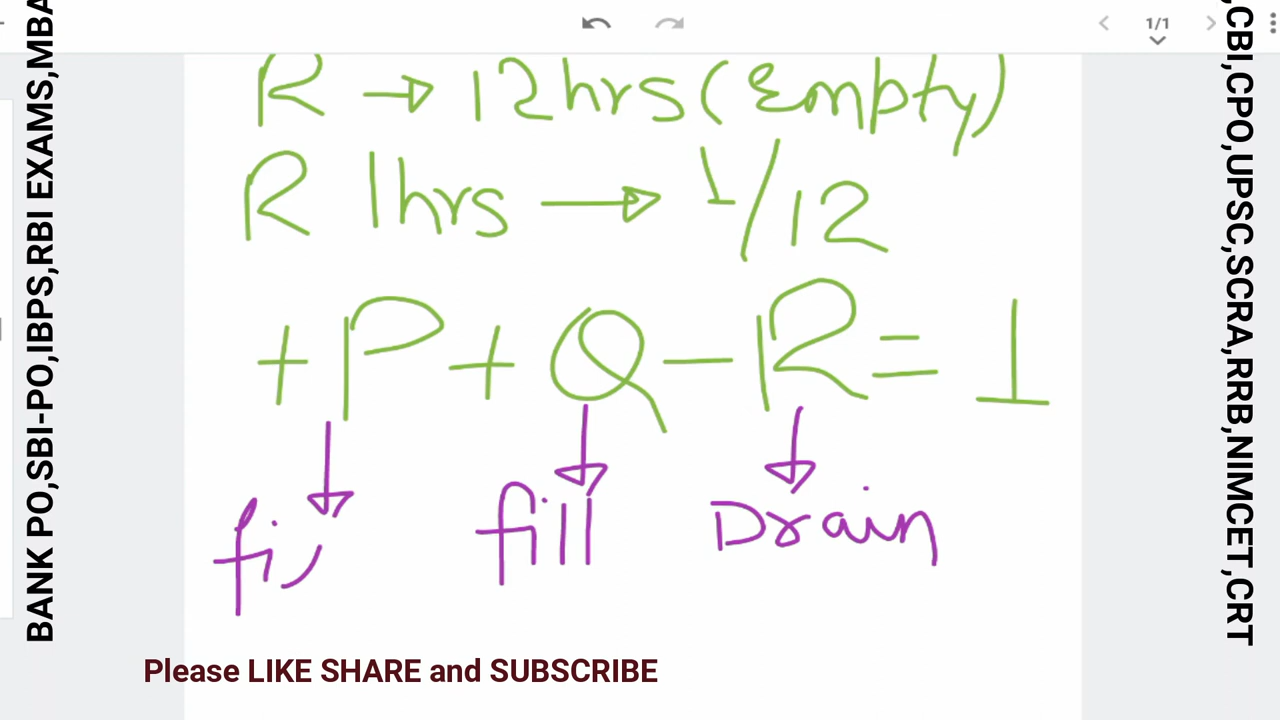 1/1
R → 12hrs (Empty)
R 1hrs → 1/12
+P+Q-R=1
fi
fill
Drain
Please LIKE SHARE and SUBSCRIBE
BANK PO,SBI-PO,IBPS,RBI EXAMS,MBA
,CBI,CPO,UPSC,SCRA,RRB,NIMCET,CRT